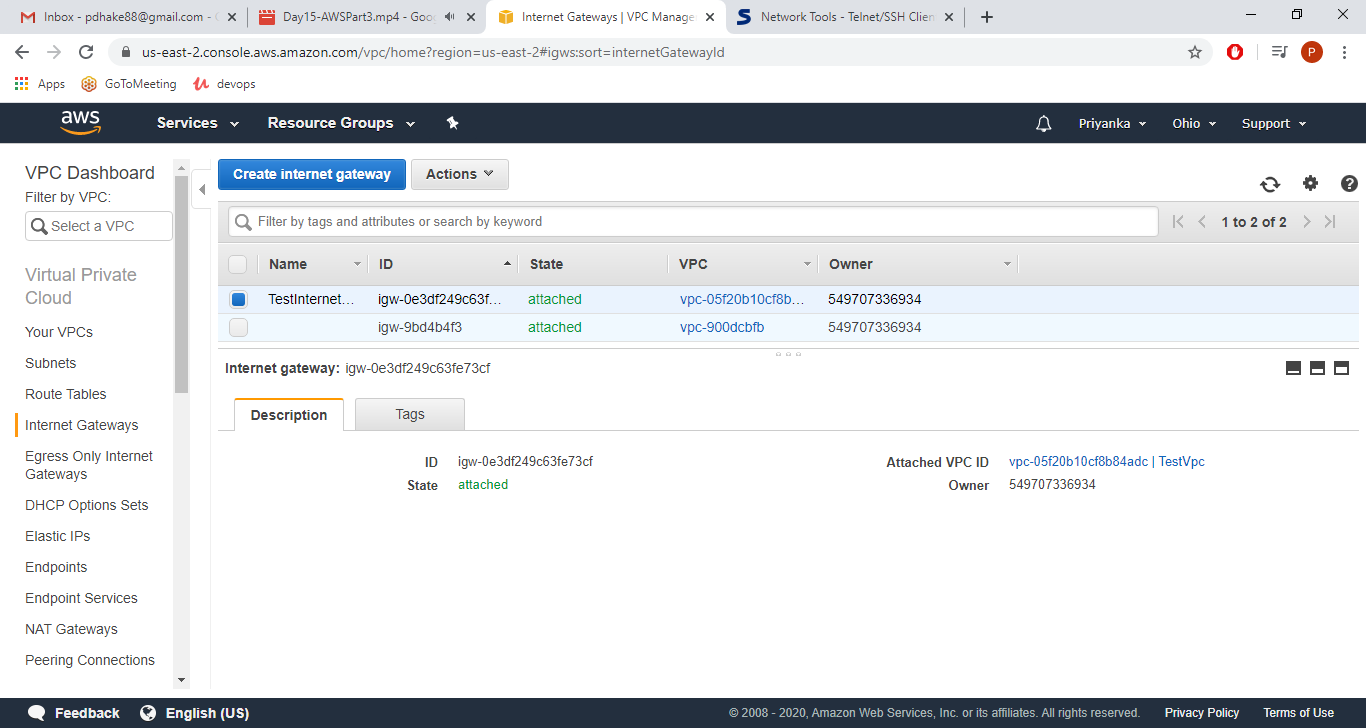 Inbox - pdhake88@gmail.com - G
Day15-AWSPart3.mp4 - Goo
Internet Gateways | VPC Manage
Network Tools - Telnet/SSH Clien
us-east-2.console.aws.amazon.com/vpc/home?region=us-east-2#igws:sort=internetGatewayId
P
Apps
GoToMeeting
devops
aws
Services
Resource Groups
Priyanka
Ohio
Support
VPC Dashboard
Filter by VPC:
Select a VPC
Virtual Private
Cloud
Your VPCs
Subnets
Route Tables
Internet Gateways
Egress Only Internet
Gateways
DHCP Options Sets
Elastic IPs
Endpoints
Endpoint Services
NAT Gateways
Peering Connections
Create internet gateway
Actions
Filter by tags and attributes or search by keyword
1 to 2 of 2
Name ID State VPC Owner
TestInternet... igw-0e3df249c63f... attached vpc-05f20b10cf8b... 549707336934
igw-9bd4b4f3 attached vpc-900dcbfb 549707336934
Internet gateway: igw-0e3df249c63fe73cf
Description
Tags
ID igw-0e3df249c63fe73cf
State attached
Attached VPC ID vpc-05f20b10cf8b84adc | TestVpc
Owner 549707336934
Feedback
English (US)
© 2008 - 2020, Amazon Web Services, Inc. or its affiliates. All rights reserved.
Privacy Policy
Terms of Use